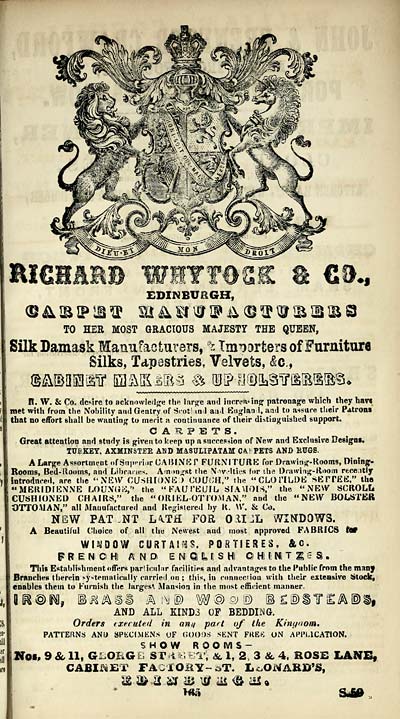 DIEU·ET MON DROIT
RICHARD WHYTOCK & CO.,
EDINBURGH,
CARPET MANUFACTURERS
TO HER MOST GRACIOUS MAJESTY THE QUEEN,
Silk Damask Manufacturers, & Importers of Furniture
Silks, Tapestries, Velvets, &c.,
CABINET MAKERS & UPHOLSTERERS.
R. W. & Co. desire to acknowledge the large and increasing patronage which they have
met with from the Nobility and Gentry of Scotland and England, and to assure their Patrons
that no effort shall be wanting to merit a continuance of their distinguished support.
CARPETS.
Great attention and study is given to keep up a succession of New and Exclusive Designs.
TURKEY, AXMINSTER AND MASULIPATAM CARPETS AND RUGS.
A Large Assortment of Superior CABINET FURNITURE for Drawing-Rooms, Dining-
Rooms, Bed-Rooms, and Libraries. Amongst the Novelties for the Drawing-Room recently
introduced, are the "NEW CUSHIONED COUCH," the "CLOTILDE SETTEE," the
"MERIDIENNE LOUNGE," the "FAUTEUIL SIAMOIS," the "NEW SCROLL
CUSHIONED CHAIRS," the "ORIEL OTTOMAN," and the "NEW BOLSTER
OTTOMAN," all Manufactured and Registered by R. W. & Co.
NEW PATENT LATH FOR ORIEL WINDOWS.
A Beautiful Choice of all the Newest and most approved FABRICS for
WINDOW CURTAINS, PORTIERES, &C.
FRENCH AND ENGLISH CHINTZES.
This Establishment offers particular facilities and advantages to the Public from the many
Branches therein systematically carried on; this, in connection with their extensive Stock,
enables them to Furnish the largest Mansion in the most efficient manner.
IRON, BRASS AND WOOD BEDSTEADS,
AND ALL KINDS OF BEDDING.
Orders executed in any part of the Kingdom.
PATTERNS AND SPECIMENS OF GOODS SENT FREE ON APPLICATION.
SHOW ROOMS—
Nos. 9 & 11, GEORGE STREET, & 1, 2, 3 & 4, ROSE LANE,
CABINET FACTORY—ST. LEONARD'S,
EDINBURGH.
165 S.50